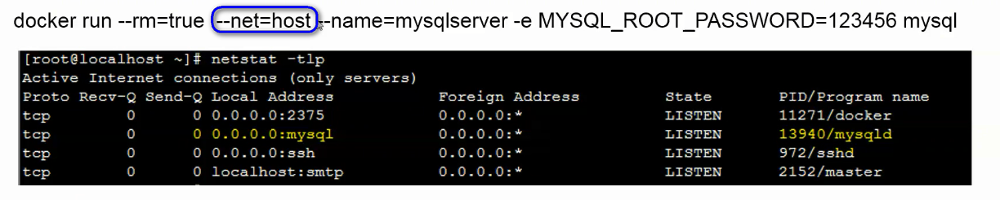 docker run --rm=true --net=host --name=mysqlserver -e MYSQL_ROOT_PASSWORD=123456 mysql
[root@localhost ~]# netstat -tlp
Active Internet connections (only servers)
Proto Recv-Q Send-Q Local Address Foreign Address State PID/Program name
tcp 0 0 0.0.0.0:2375 0.0.0.0:* LISTEN 11271/docker
tcp 0 0 0.0.0.0:mysql 0.0.0.0:* LISTEN 13940/mysqld
tcp 0 0 0.0.0.0:ssh 0.0.0.0:* LISTEN 972/sshd
tcp 0 0 localhost:smtp 0.0.0.0:* LISTEN 2152/master